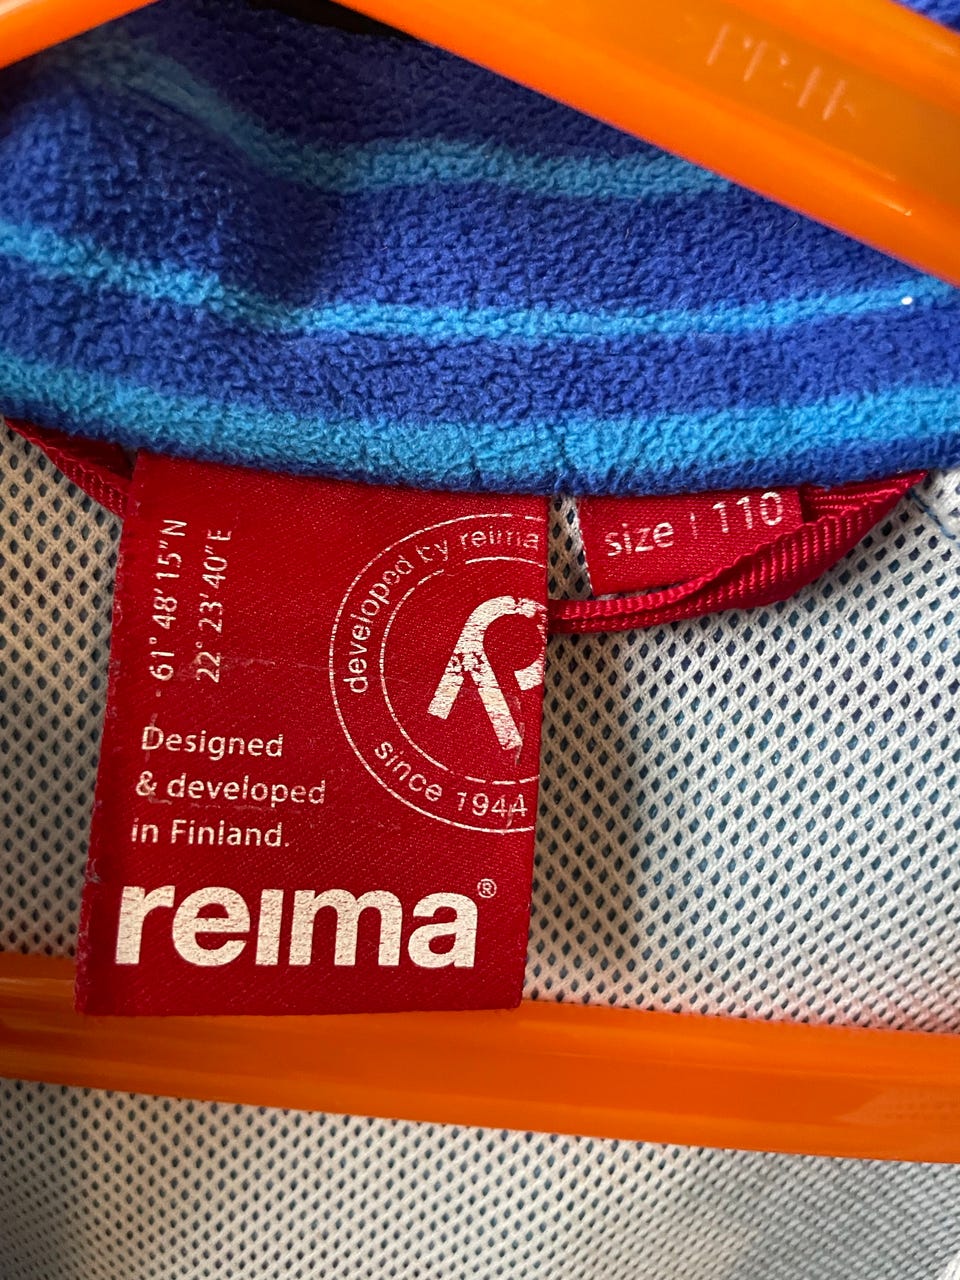 61° 48' 15" N
22° 23' 40" E
developed by reima
since 1944
size | 110
Designed
& developed
in Finland.
reima®